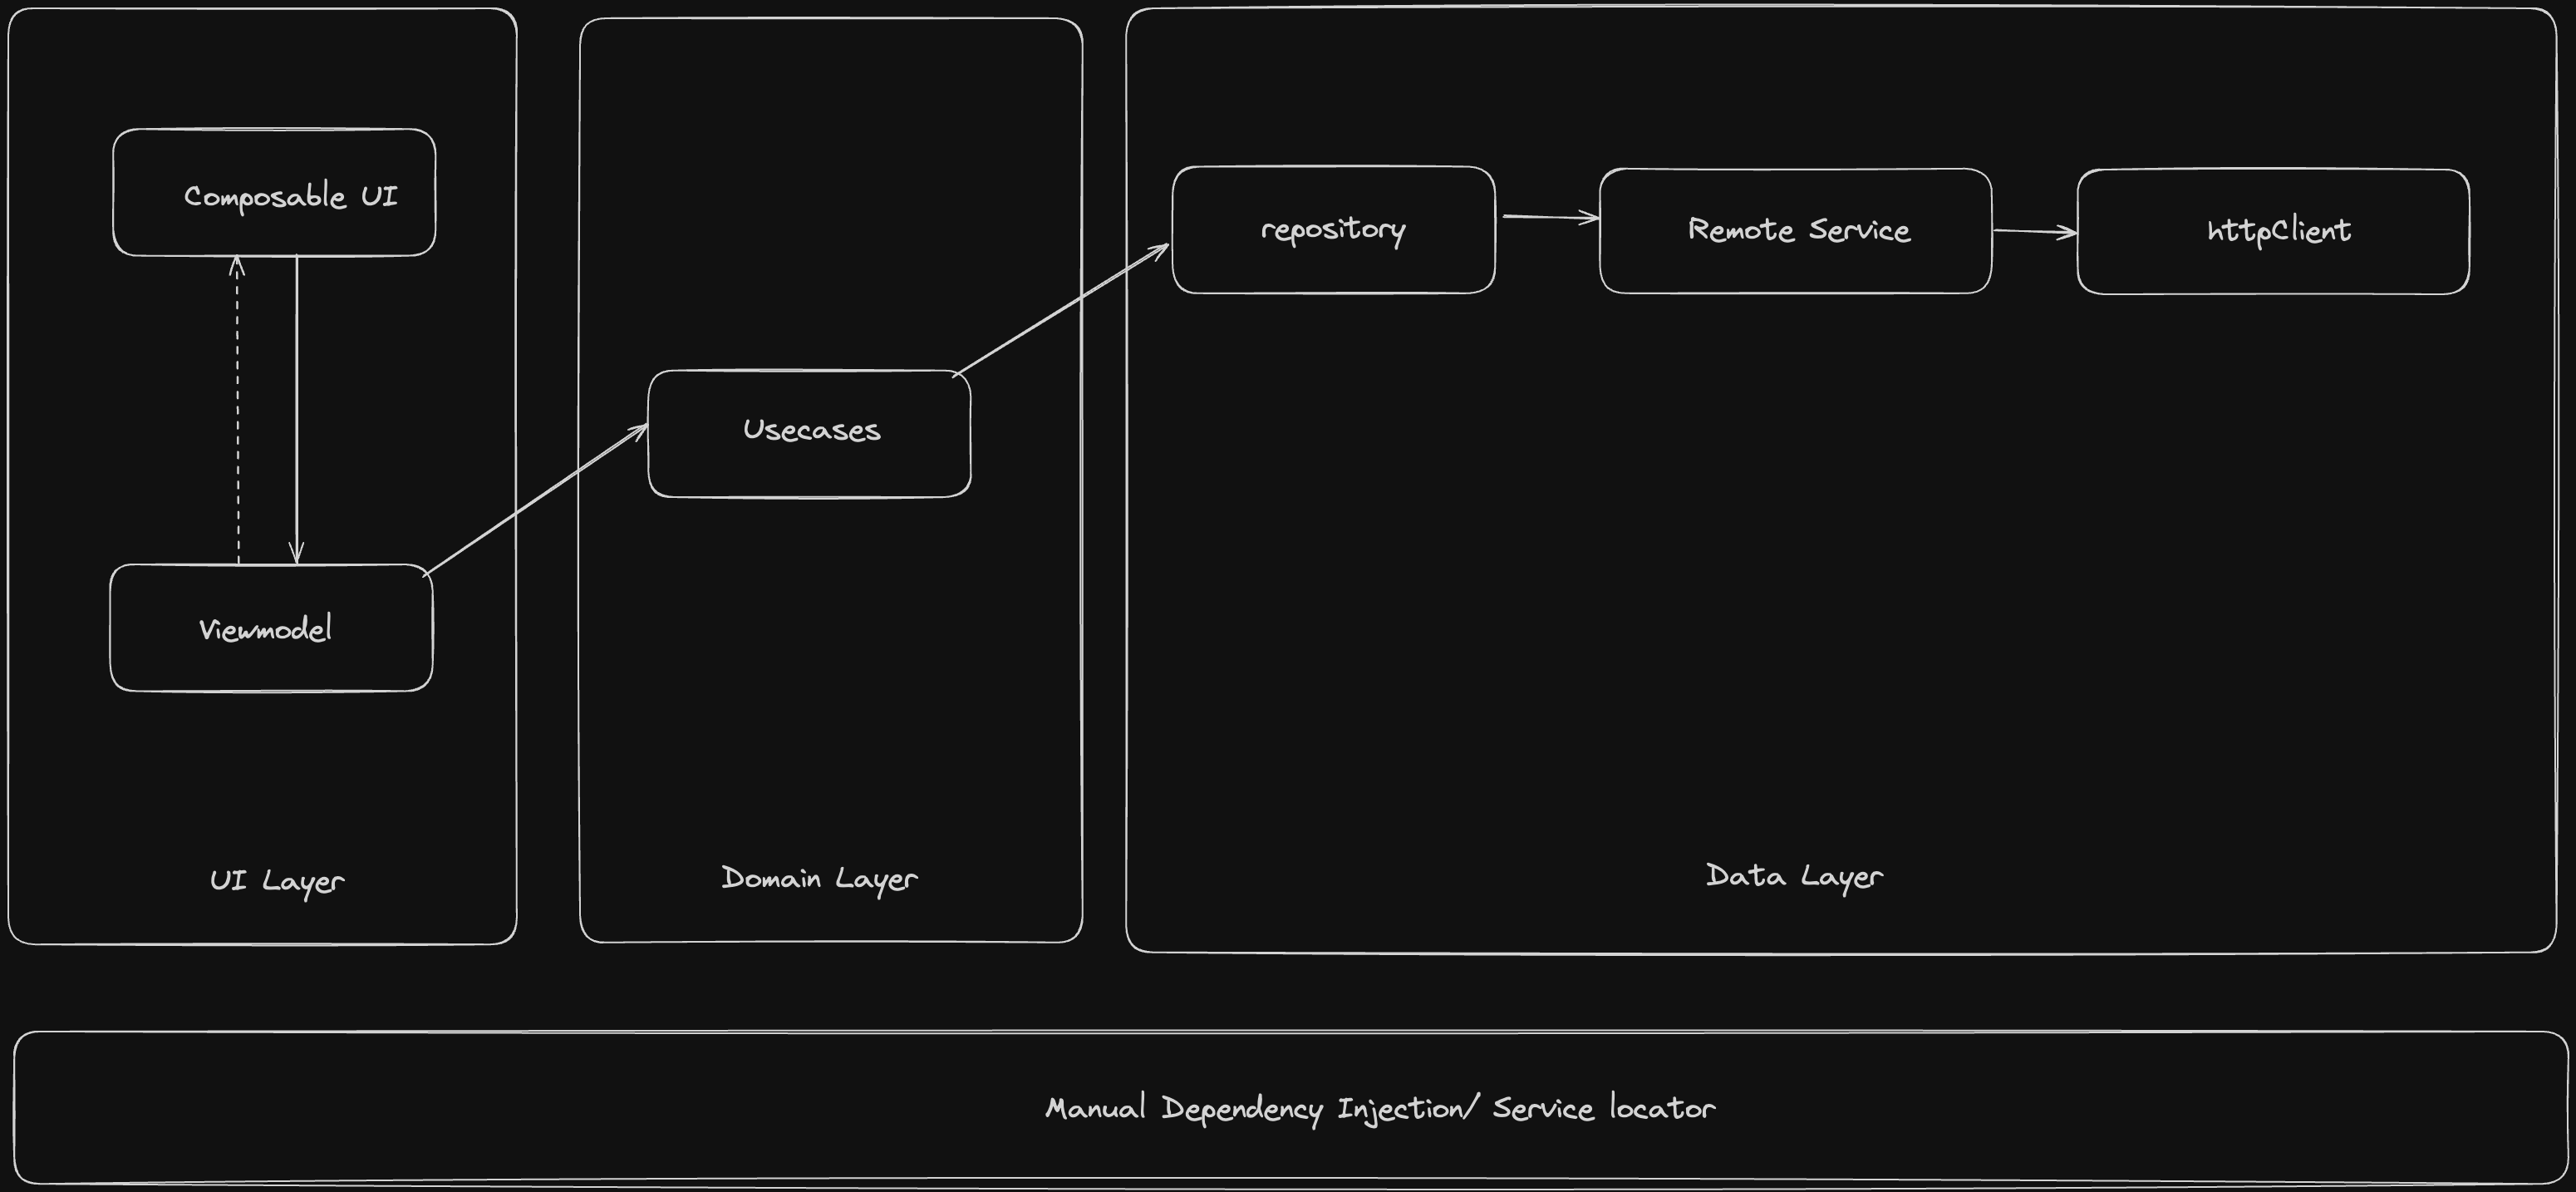 Composable UI
Viewmodel
UI Layer
Usecases
Domain Layer
repository
Remote Service
httpClient
Data Layer
Manual Dependency Injection/ Service locator